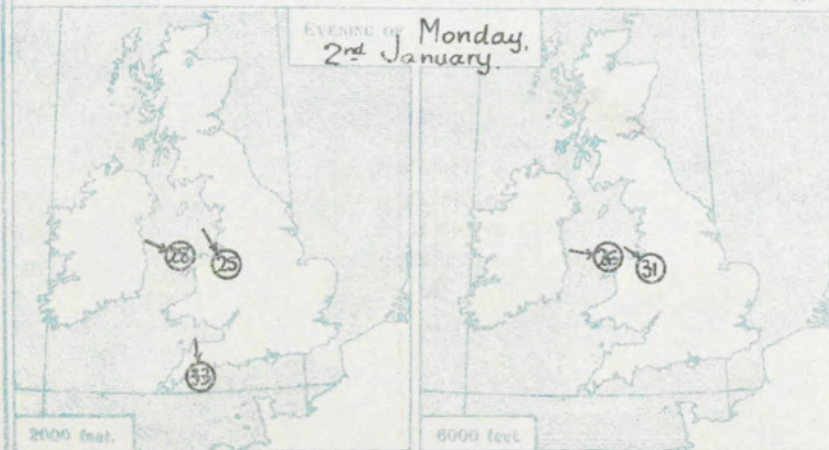 EVENING OF Monday,
2nd January.
28
25
33
2000 feet.
26
31
6000 feet.